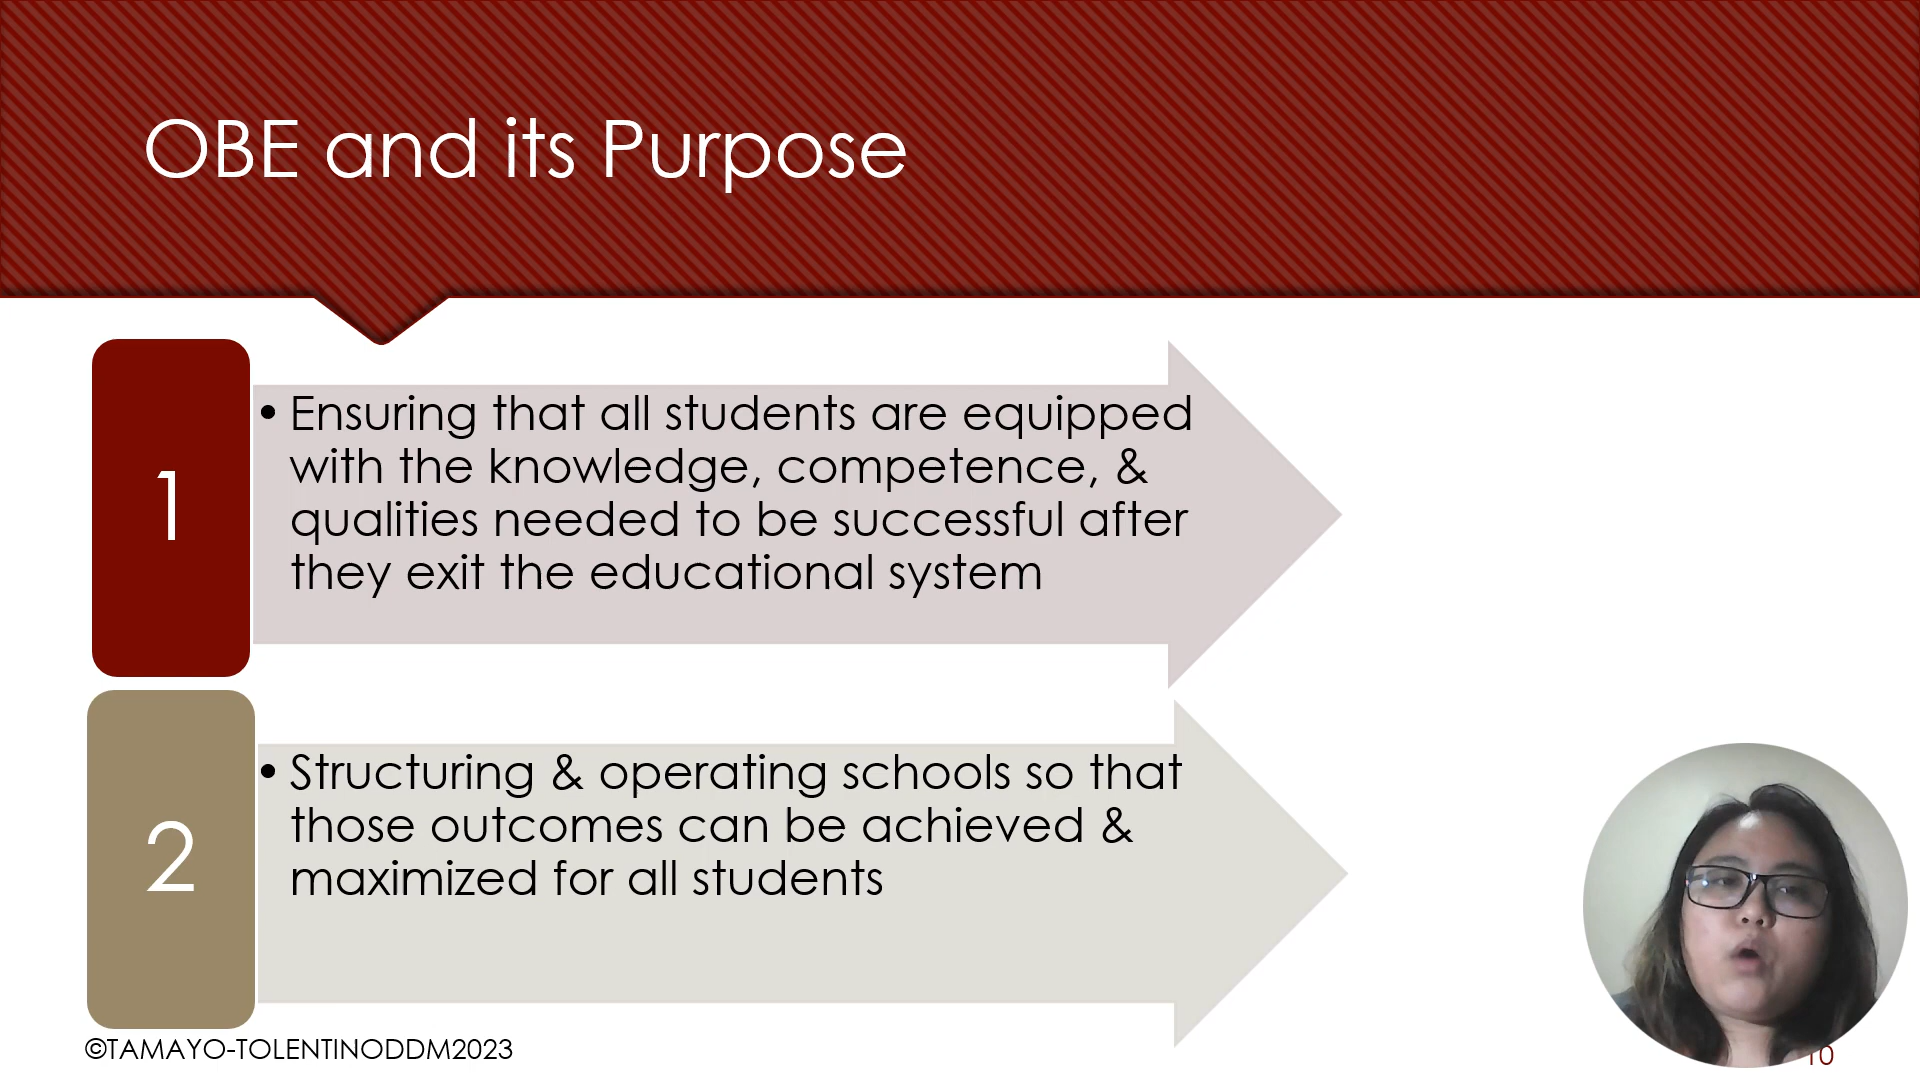 OBE and its Purpose
1
• Ensuring that all students are equipped
with the knowledge, competence, &
qualities needed to be successful after
they exit the educational system
2
• Structuring & operating schools so that
those outcomes can be achieved &
maximized for all students
©TAMAYO-TOLENTINODDM2023
10